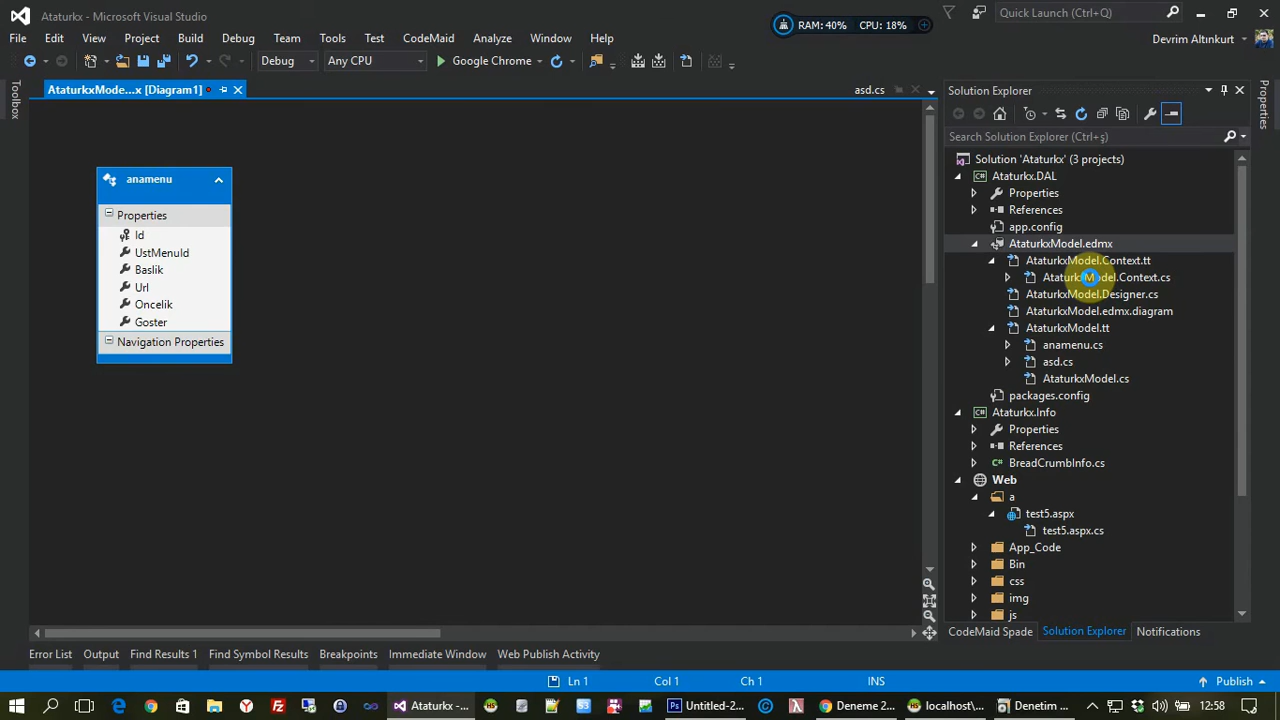 Ataturkx - Microsoft Visual Studio
RAM: 40% CPU: 18%
Quick Launch (Ctrl+Q)
File Edit View Project Build Debug Team Tools Test CodeMaid Analyze Window Help
Devrim Altınkurt
Debug Any CPU Google Chrome
Toolbox
AtaturkxMode...x [Diagram1]
asd.cs
anamenu
Properties
Id
UstMenuId
Baslik
Url
Oncelik
Goster
Navigation Properties
Solution Explorer
Search Solution Explorer (Ctrl+ş)
Solution 'Ataturkx' (3 projects)
Ataturkx.DAL
Properties
References
app.config
AtaturkxModel.edmx
AtaturkxModel.Context.tt
AtaturkxModel.Context.cs
AtaturkxModel.Designer.cs
AtaturkxModel.edmx.diagram
AtaturkxModel.tt
anamenu.cs
asd.cs
AtaturkxModel.cs
packages.config
Ataturkx.Info
Properties
References
BreadCrumbInfo.cs
Web
a
test5.aspx
test5.aspx.cs
App_Code
Bin
css
img
js
Properties
CodeMaid Spade Solution Explorer Notifications
Error List Output Find Results 1 Find Symbol Results Breakpoints Immediate Window Web Publish Activity
Ln 1 Col 1 Ch 1 INS Publish
Ataturkx -... Untitled-2... Deneme 2... localhost\... Denetim ... 12:58